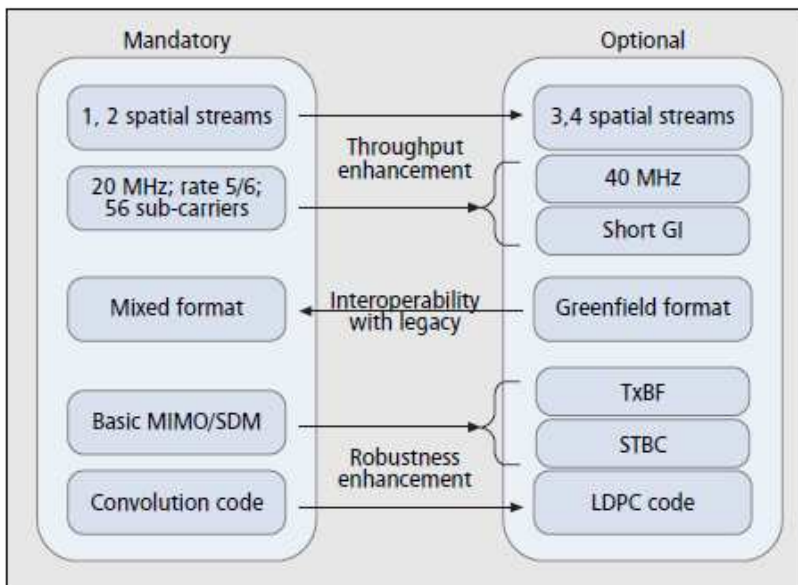 Mandatory
Optional
1, 2 spatial streams
3,4 spatial streams
Throughput
enhancement
20 MHz; rate 5/6;
56 sub-carriers
40 MHz
Short GI
Mixed format
Interoperability
with legacy
Greenfield format
Basic MIMO/SDM
TxBF
STBC
Robustness
enhancement
Convolution code
LDPC code